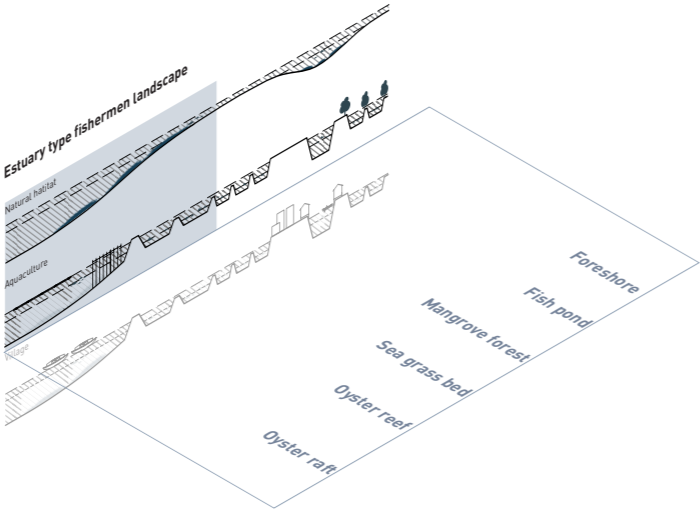 Estuary type fishermen landscape
Natural habitat
Aquaculture
Village
Foreshore
Fish pond
Mangrove forest
Sea grass bed
Oyster reef
Oyster raft